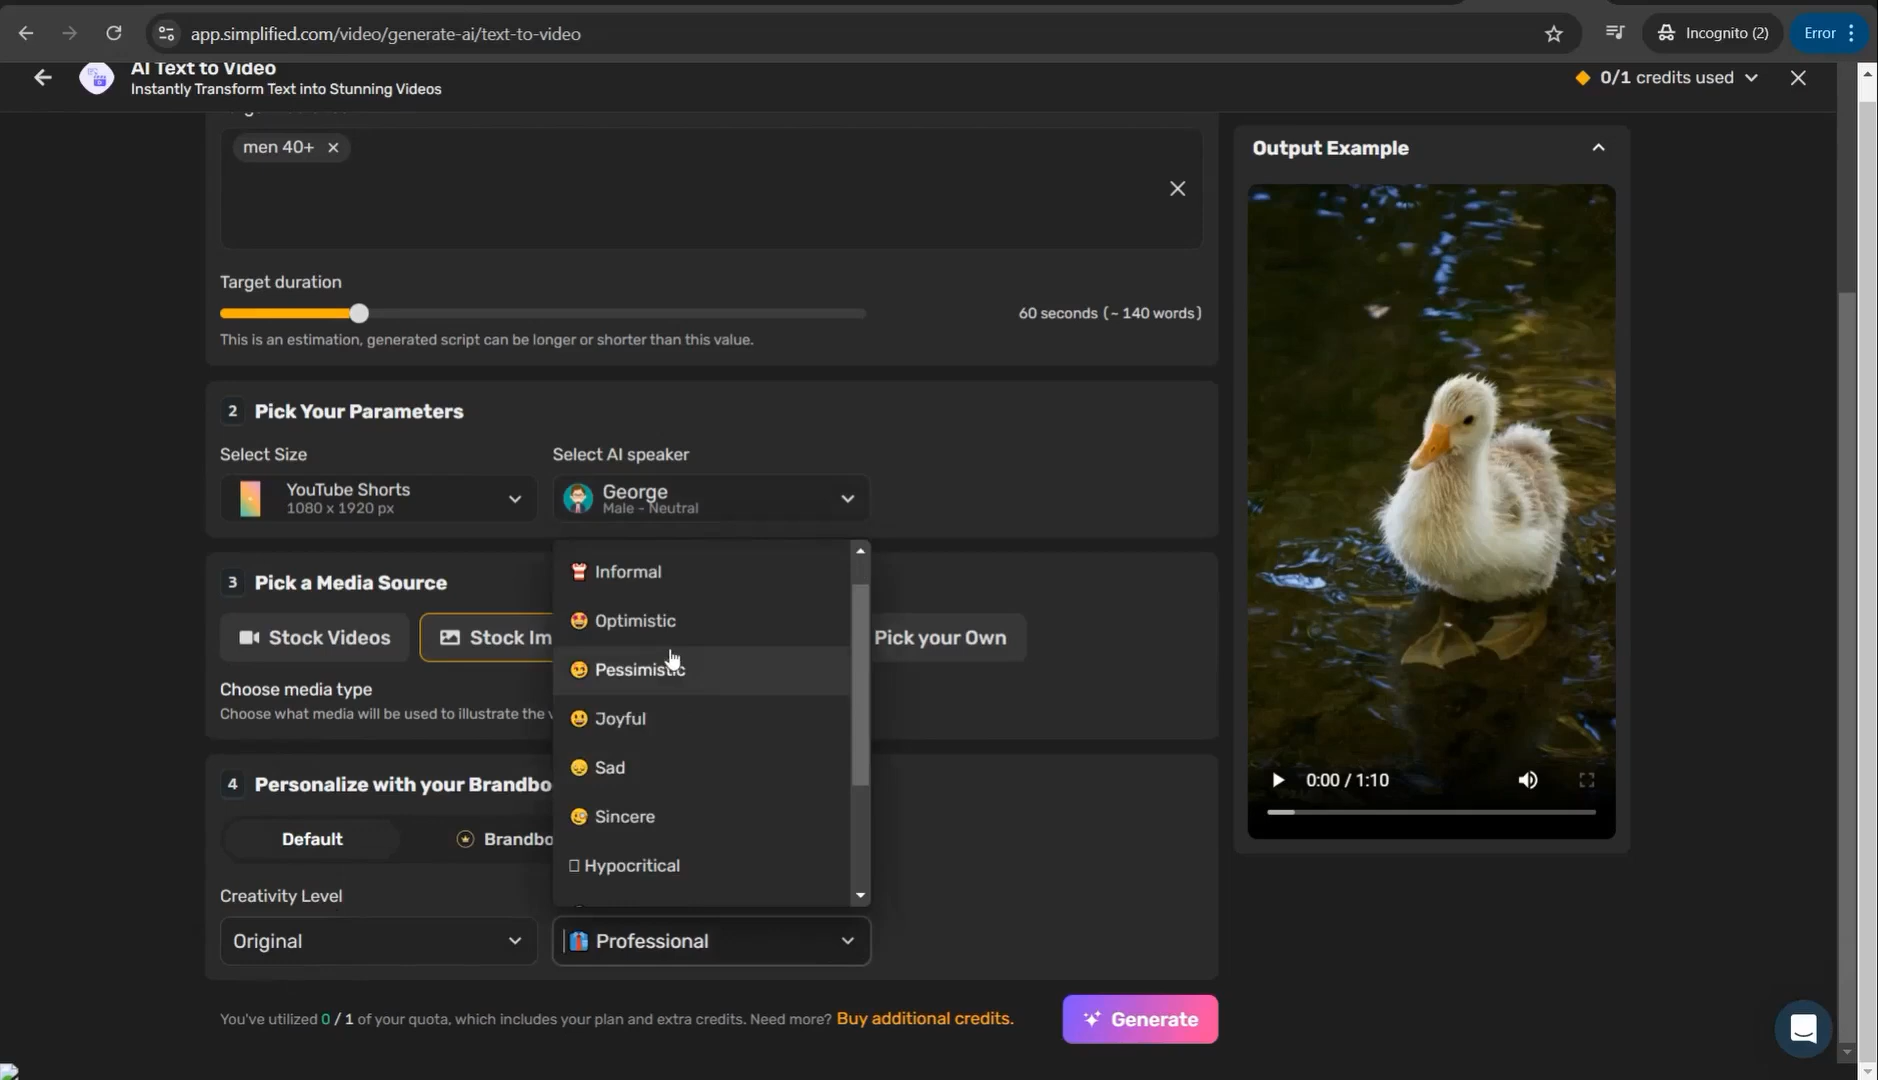 app.simplified.com/video/generate-ai/text-to-video
Incognito (2)
Error
AI Text to Video
Instantly Transform Text into Stunning Videos
0/1 credits used
men 40+
Target duration
60 seconds (~ 140 words)
This is an estimation, generated script can be longer or shorter than this value.
2 Pick Your Parameters
Select Size
Select AI speaker
YouTube Shorts
1080 x 1920 px
George
Male - Neutral
3 Pick a Media Source
Stock Videos
Stock Im
Pick your Own
Choose media type
Choose what media will be used to illustrate the v
Informal
Optimistic
Pessimistic
Joyful
Sad
Sincere
Hypocritical
4 Personalize with your Brandbo
Default
Brandbo
Creativity Level
Original
Professional
You've utilized 0 / 1 of your quota, which includes your plan and extra credits. Need more? Buy additional credits.
Generate
Output Example
0:00 / 1:10